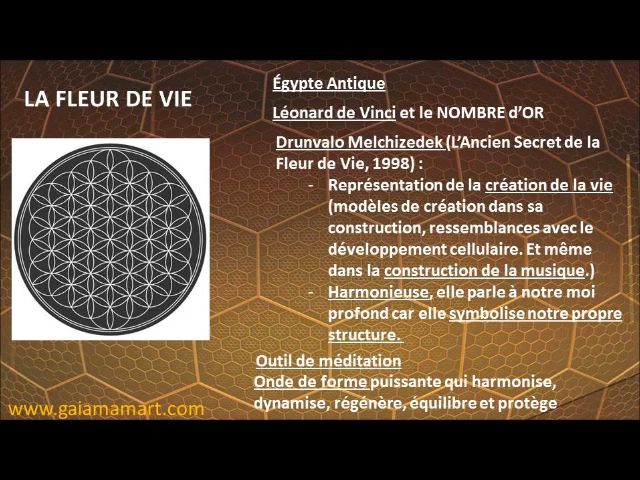 LA FLEUR DE VIE
Égypte Antique
Léonard de Vinci et le NOMBRE d’OR
Drunvalo Melchizedek (L’Ancien Secret de la
Fleur de Vie, 1998) :
- Représentation de la création de la vie
(modèles de création dans sa
construction, ressemblances avec le
développement cellulaire. Et même
dans la construction de la musique.)
- Harmonieuse, elle parle à notre moi
profond car elle symbolise notre propre
structure.
Outil de méditation
Onde de forme puissante qui harmonise,
dynamise, régénère, équilibre et protège
www.gaiamamart.com